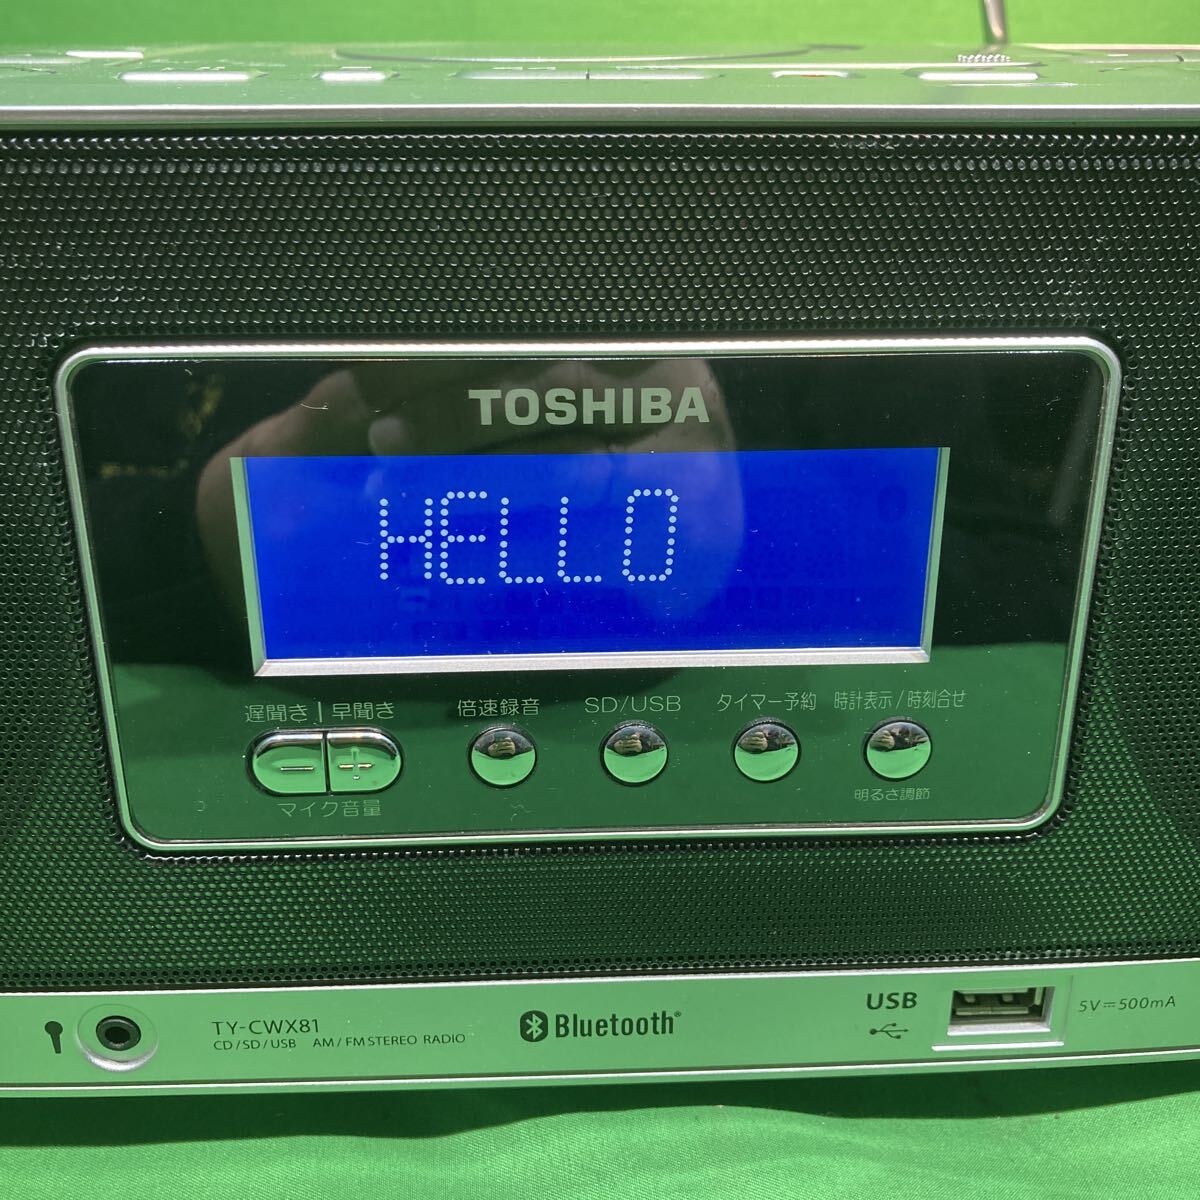 TOSHIBA
HELLO
遅聞き | 早聞き
倍速録音
SD/USB
タイマー予約
時計表示/時刻合せ
− +
マイク音量
明るさ調節
TY-CWX81
CD/SD/USB AM/FM STEREO RADIO
Bluetooth®
USB
5V⎓500mA